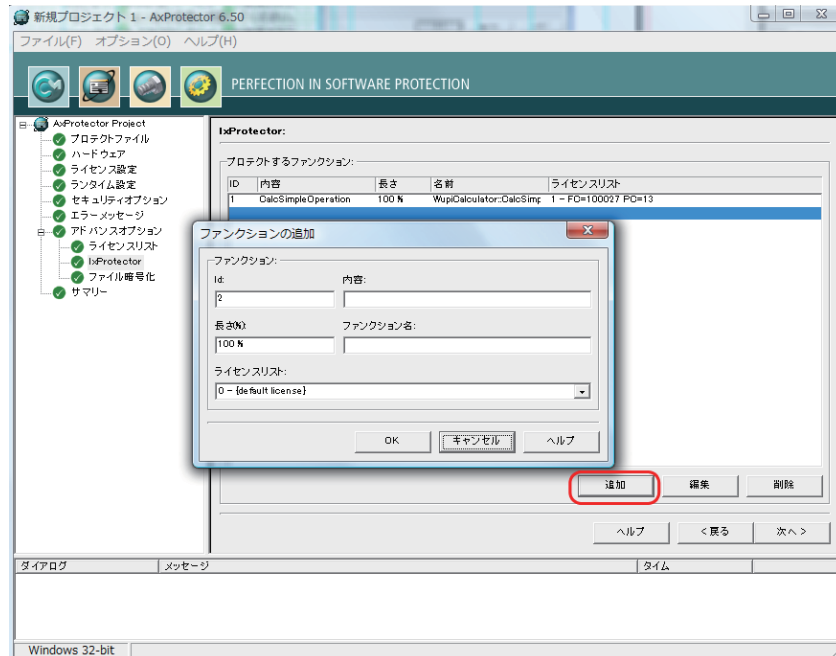 新規プロジェクト 1 - AxProtector 6.50
ファイル(F) オプション(O) ヘルプ(H)
PERFECTION IN SOFTWARE PROTECTION
AxProtector Project
プロテクトファイル
ハードウェア
ライセンス設定
ランタイム設定
セキュリティオプション
エラーメッセージ
アドバンスオプション
ライセンスリスト
IxProtector
ファイル暗号化
サマリー
IxProtector:
プロテクトするファンクション:
ID 内容 長さ 名前 ライセンスリスト
1 CalcSimpleOperation 100 % WupiCalculator::CalcSimp 1 - FC=100027 PC=13
ファンクションの追加
ファンクション:
Id: 内容:
2
長さ(%): ファンクション名:
100 %
ライセンスリスト:
0 - {default license}
OK キャンセル ヘルプ
追加 編集 削除
ヘルプ <戻る 次へ>
ダイアログ メッセージ タイム
Windows 32-bit